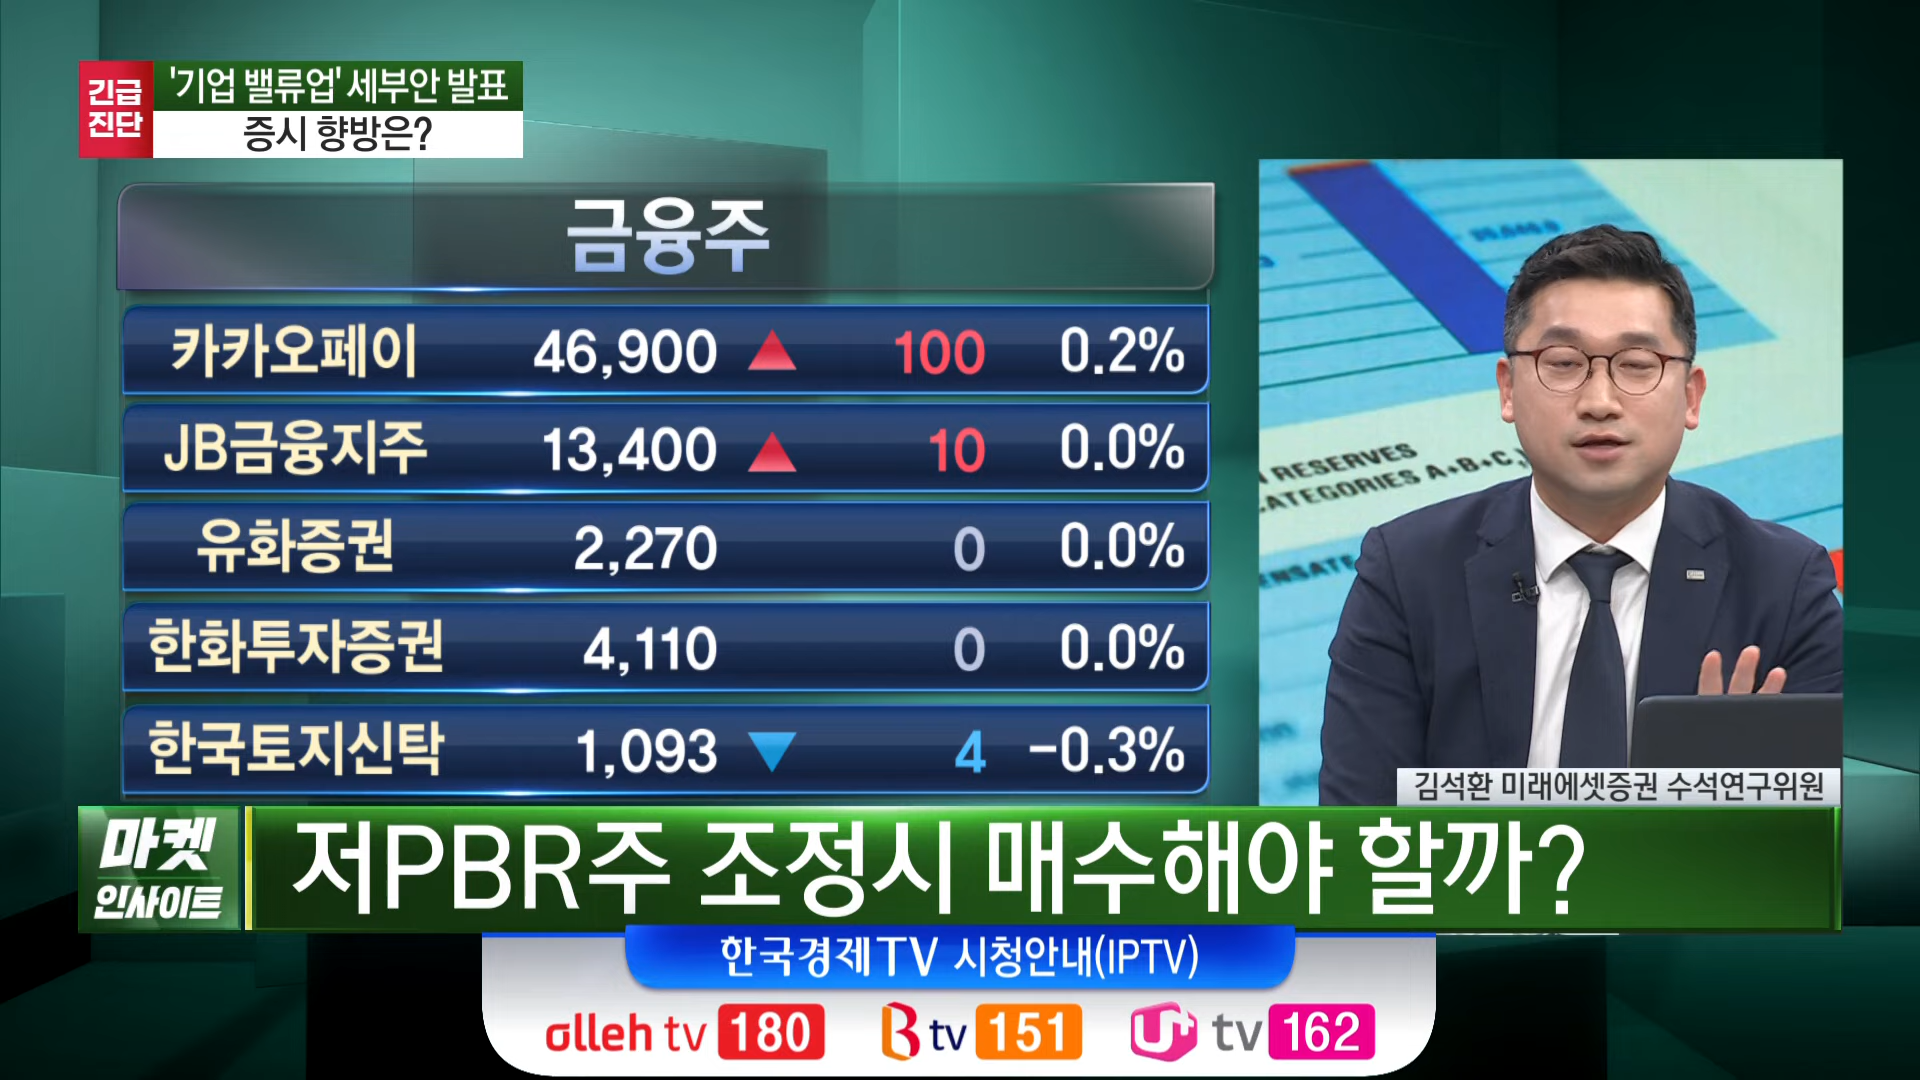 긴급
진단
'기업 밸류업' 세부안 발표
증시 향방은?
금융주
카카오페이 46,900 ▲ 100 0.2%
JB금융지주 13,400 ▲ 10 0.0%
유화증권 2,270 0 0.0%
한화투자증권 4,110 0 0.0%
한국토지신탁 1,093 ▼ 4 -0.3%
RESERVES
CATEGORIES A+B+C,
김석환 미래에셋증권 수석연구위원
마켓
인사이트
저PBR주 조정시 매수해야 할까?
한국경제TV 시청안내(IPTV)
olleh tv 180 B tv 151 U+ tv 162